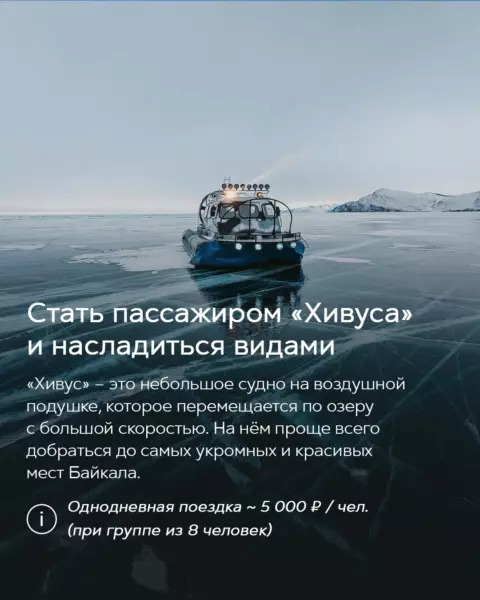 Стать пассажиром «Хивуса»
и насладиться видами
«Хивус» – это небольшое судно на воздушной
подушке, которое перемещается по озеру
с большой скоростью. На нём проще всего
добраться до самых укромных и красивых
мест Байкала.
Однодневная поездка ~ 5 000 ₽ / чел.
(при группе из 8 человек)